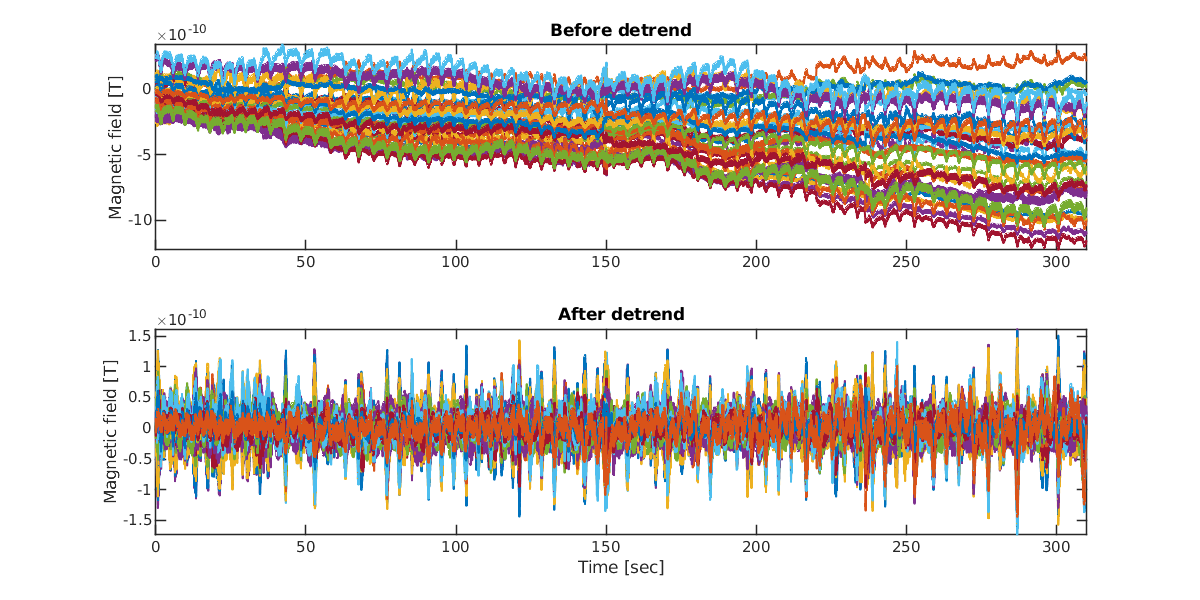 Before detrend
×10-10
0
-5
-10
Magnetic field [T]
0 50 100 150 200 250 300
After detrend
×10-10
1.5
1
0.5
0
-0.5
-1
-1.5
Magnetic field [T]
0 50 100 150 200 250 300
Time [sec]